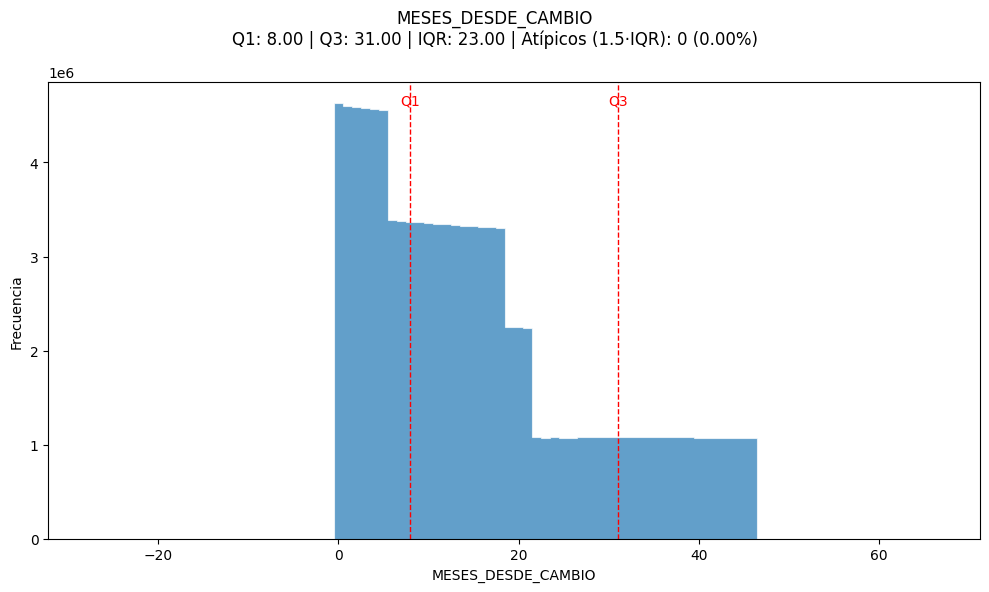 MESES_DESDE_CAMBIO
Q1: 8.00 | Q3: 31.00 | IQR: 23.00 | Atípicos (1.5·IQR): 0 (0.00%)
1e6
Q1
Q3
4
3
2
1
0
Frecuencia
−20
0
20
40
60
MESES_DESDE_CAMBIO